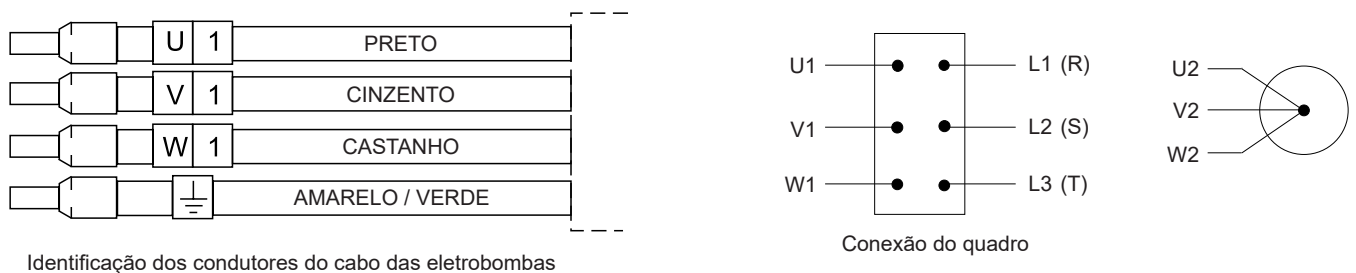 U 1 PRETO
V 1 CINZENTO
W 1 CASTANHO
AMARELO / VERDE
Identificação dos condutores do cabo das eletrobombas
U1 L1 (R)
V1 L2 (S)
W1 L3 (T)
Conexão do quadro
U2
V2
W2